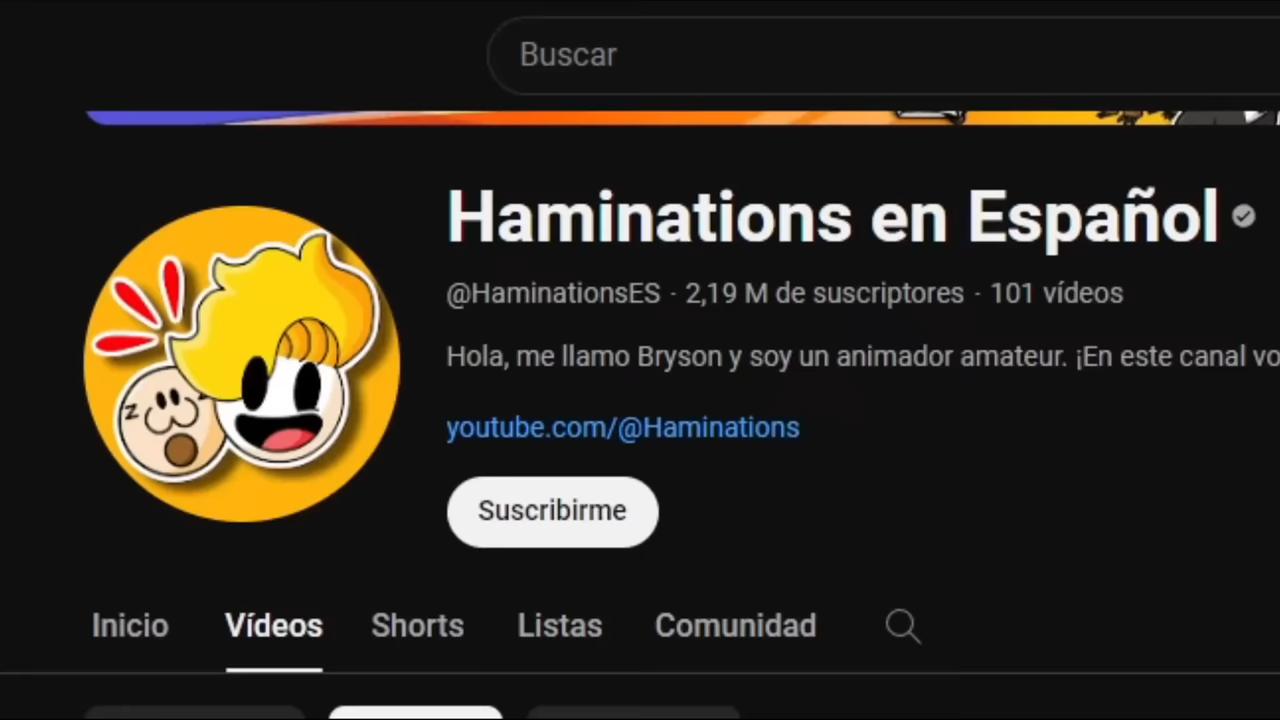 Buscar
Haminations en Español
@HaminationsES · 2,19 M de suscriptores · 101 vídeos
Hola, me llamo Bryson y soy un animador amateur. ¡En este canal vo
youtube.com/@Haminations
Suscribirme
Inicio Vídeos Shorts Listas Comunidad